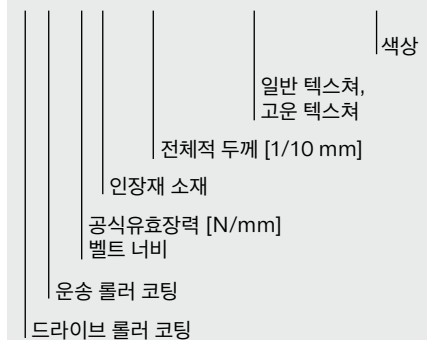 색상
일반 텍스쳐,
고운 텍스쳐
전체적 두께 [1/10 mm]
인장재 소재
공식유효장력 [N/mm]
벨트 너비
운송 롤러 코팅
드라이브 롤러 코팅